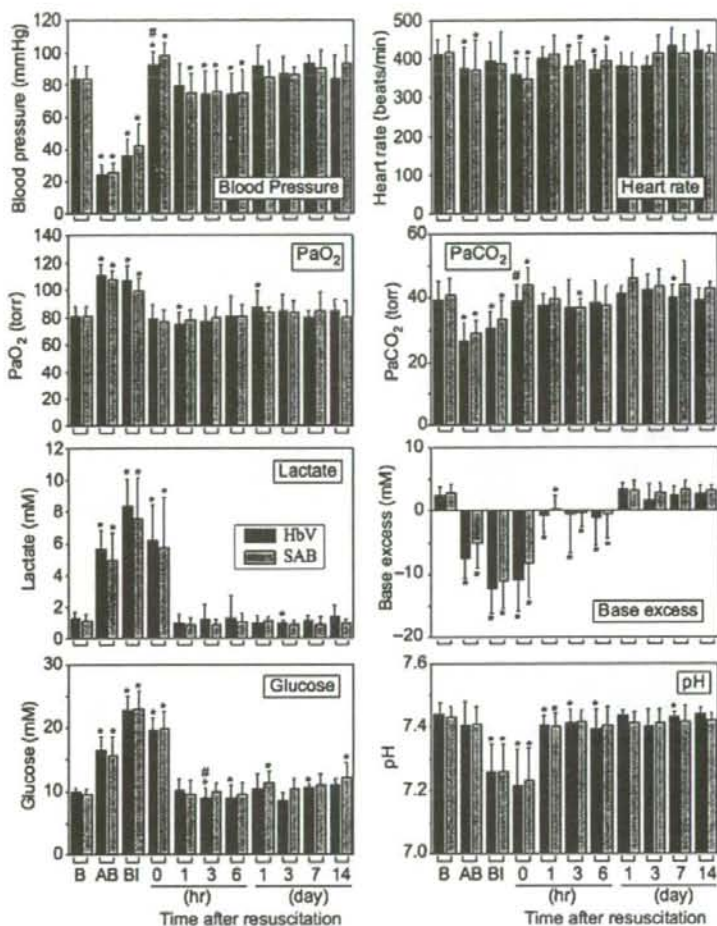 Blood pressure (mmHg)
120
100
80
60
40
20
0
#
Blood Pressure
Heart rate (beats/min)
500
400
300
200
100
0
Heart rate
PaO2 (torr)
140
120
100
80
60
40
20
0
PaO2
PaCO2 (torr)
60
40
20
0
#
PaCO2
Lactate (mM)
12
10
8
6
4
2
0
Lactate
HbV
SAB
Base excess (mM)
10
5
0
−10
−20
Base excess
Glucose (mM)
30
20
10
0
#
Glucose
pH
7.6
7.4
7.2
7.0
pH
B AB BI 0 1 3 6 1 3 7 14
(hr) (day)
Time after resuscitation
B AB BI 0 1 3 6 1 3 7 14
(hr) (day)
Time after resuscitation